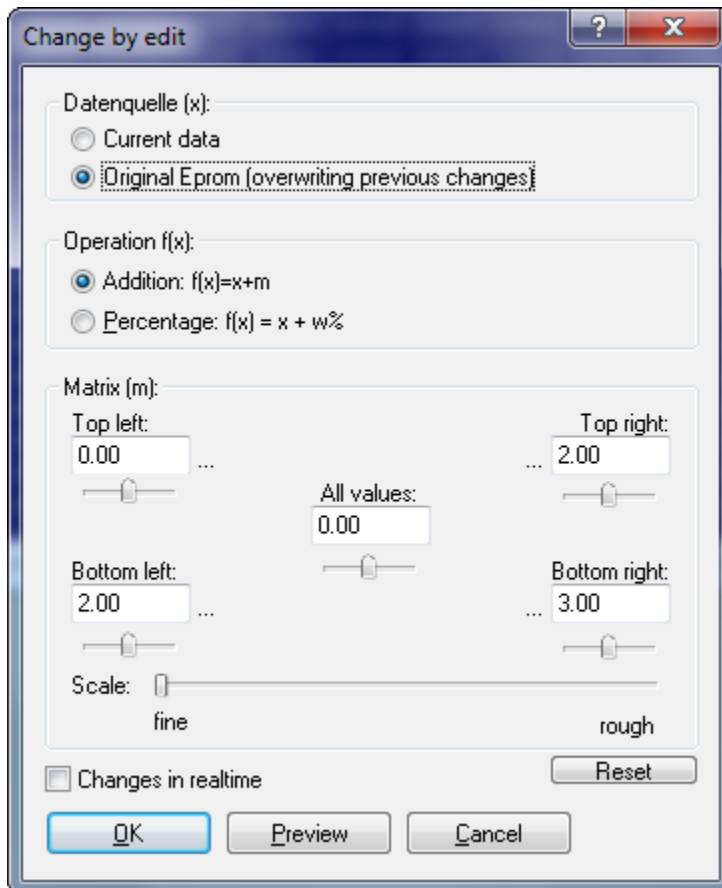 Change by edit
Datenquelle (x):
Current data
Original Eprom (overwriting previous changes)
Operation f(x):
Addition: f(x)=x+m
Percentage: f(x) = x + w%
Matrix (m):
Top left: Top right:
0.00 ... ... 2.00
All values:
0.00
Bottom left: Bottom right:
2.00 ... ... 3.00
Scale:
fine rough
Changes in realtime Reset
OK Preview Cancel